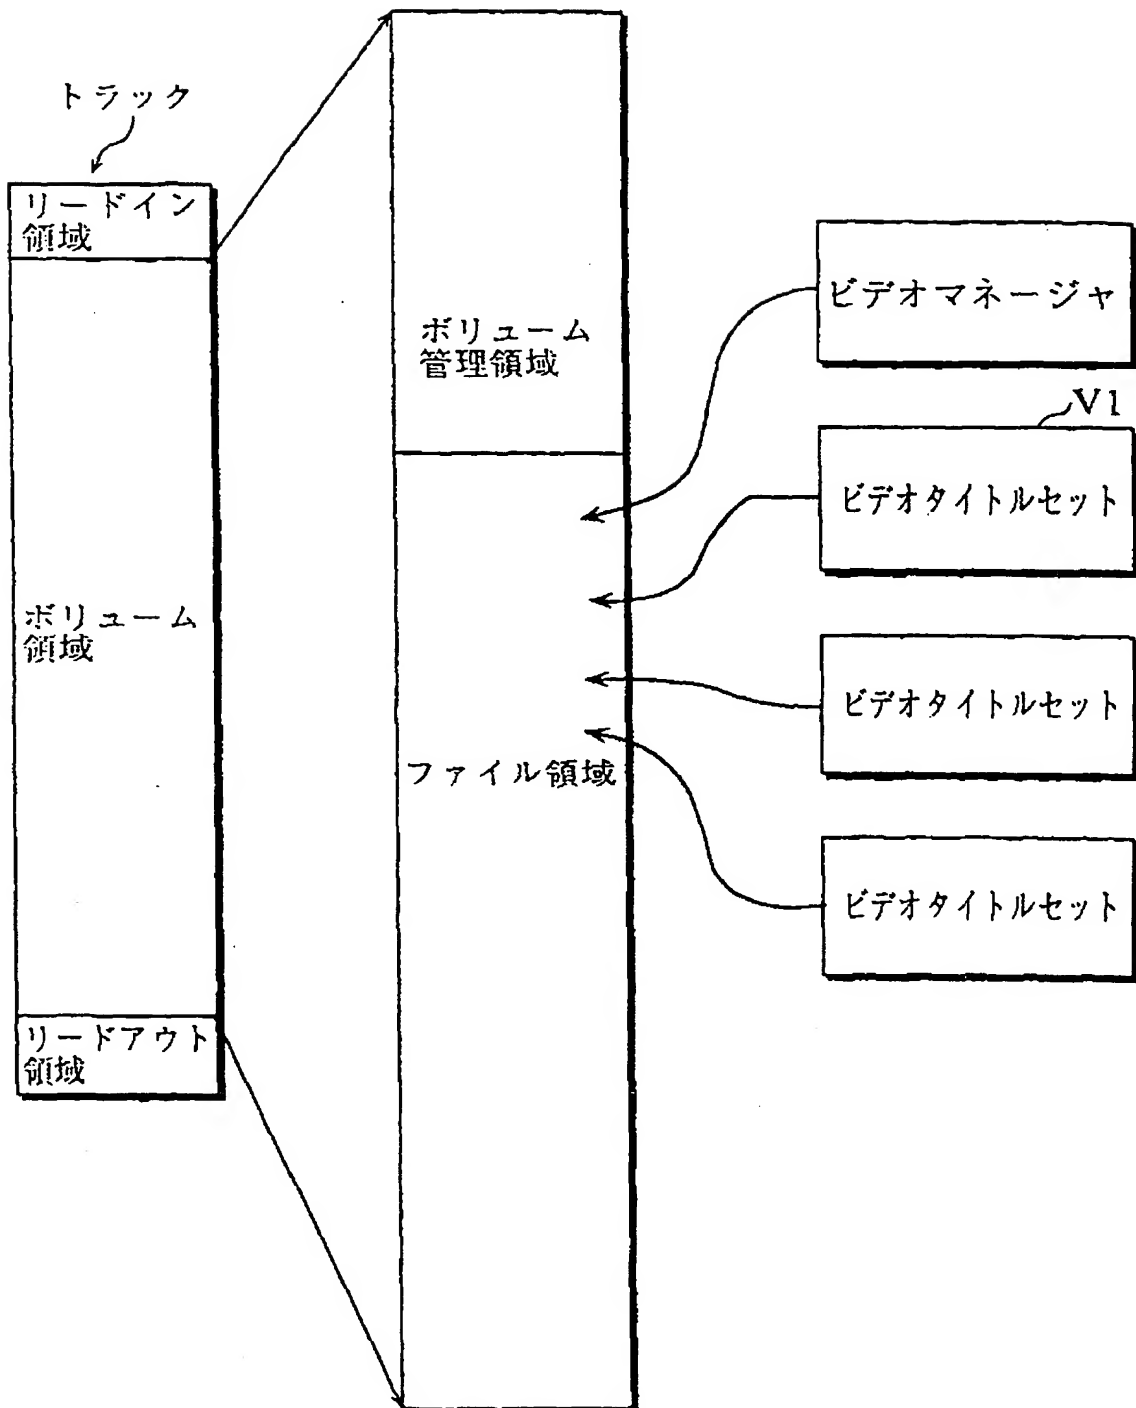 トラック
リードイン
領域
ボリューム
領域
リードアウト
領域
ボリューム
管理領域
ファイル領域
ビデオマネージャ
V1
ビデオタイトルセット
ビデオタイトルセット
ビデオタイトルセット